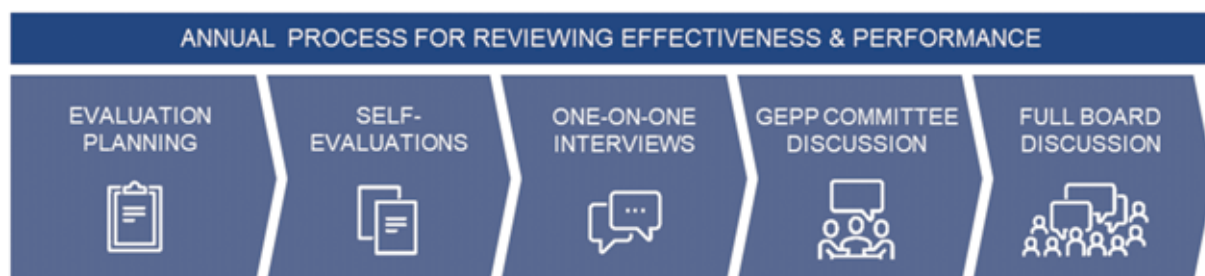 ANNUAL PROCESS FOR REVIEWING EFFECTIVENESS & PERFORMANCE
EVALUATION
PLANNING
SELF-
EVALUATIONS
ONE-ON-ONE
INTERVIEWS
GEPP COMMITTEE
DISCUSSION
FULL BOARD
DISCUSSION